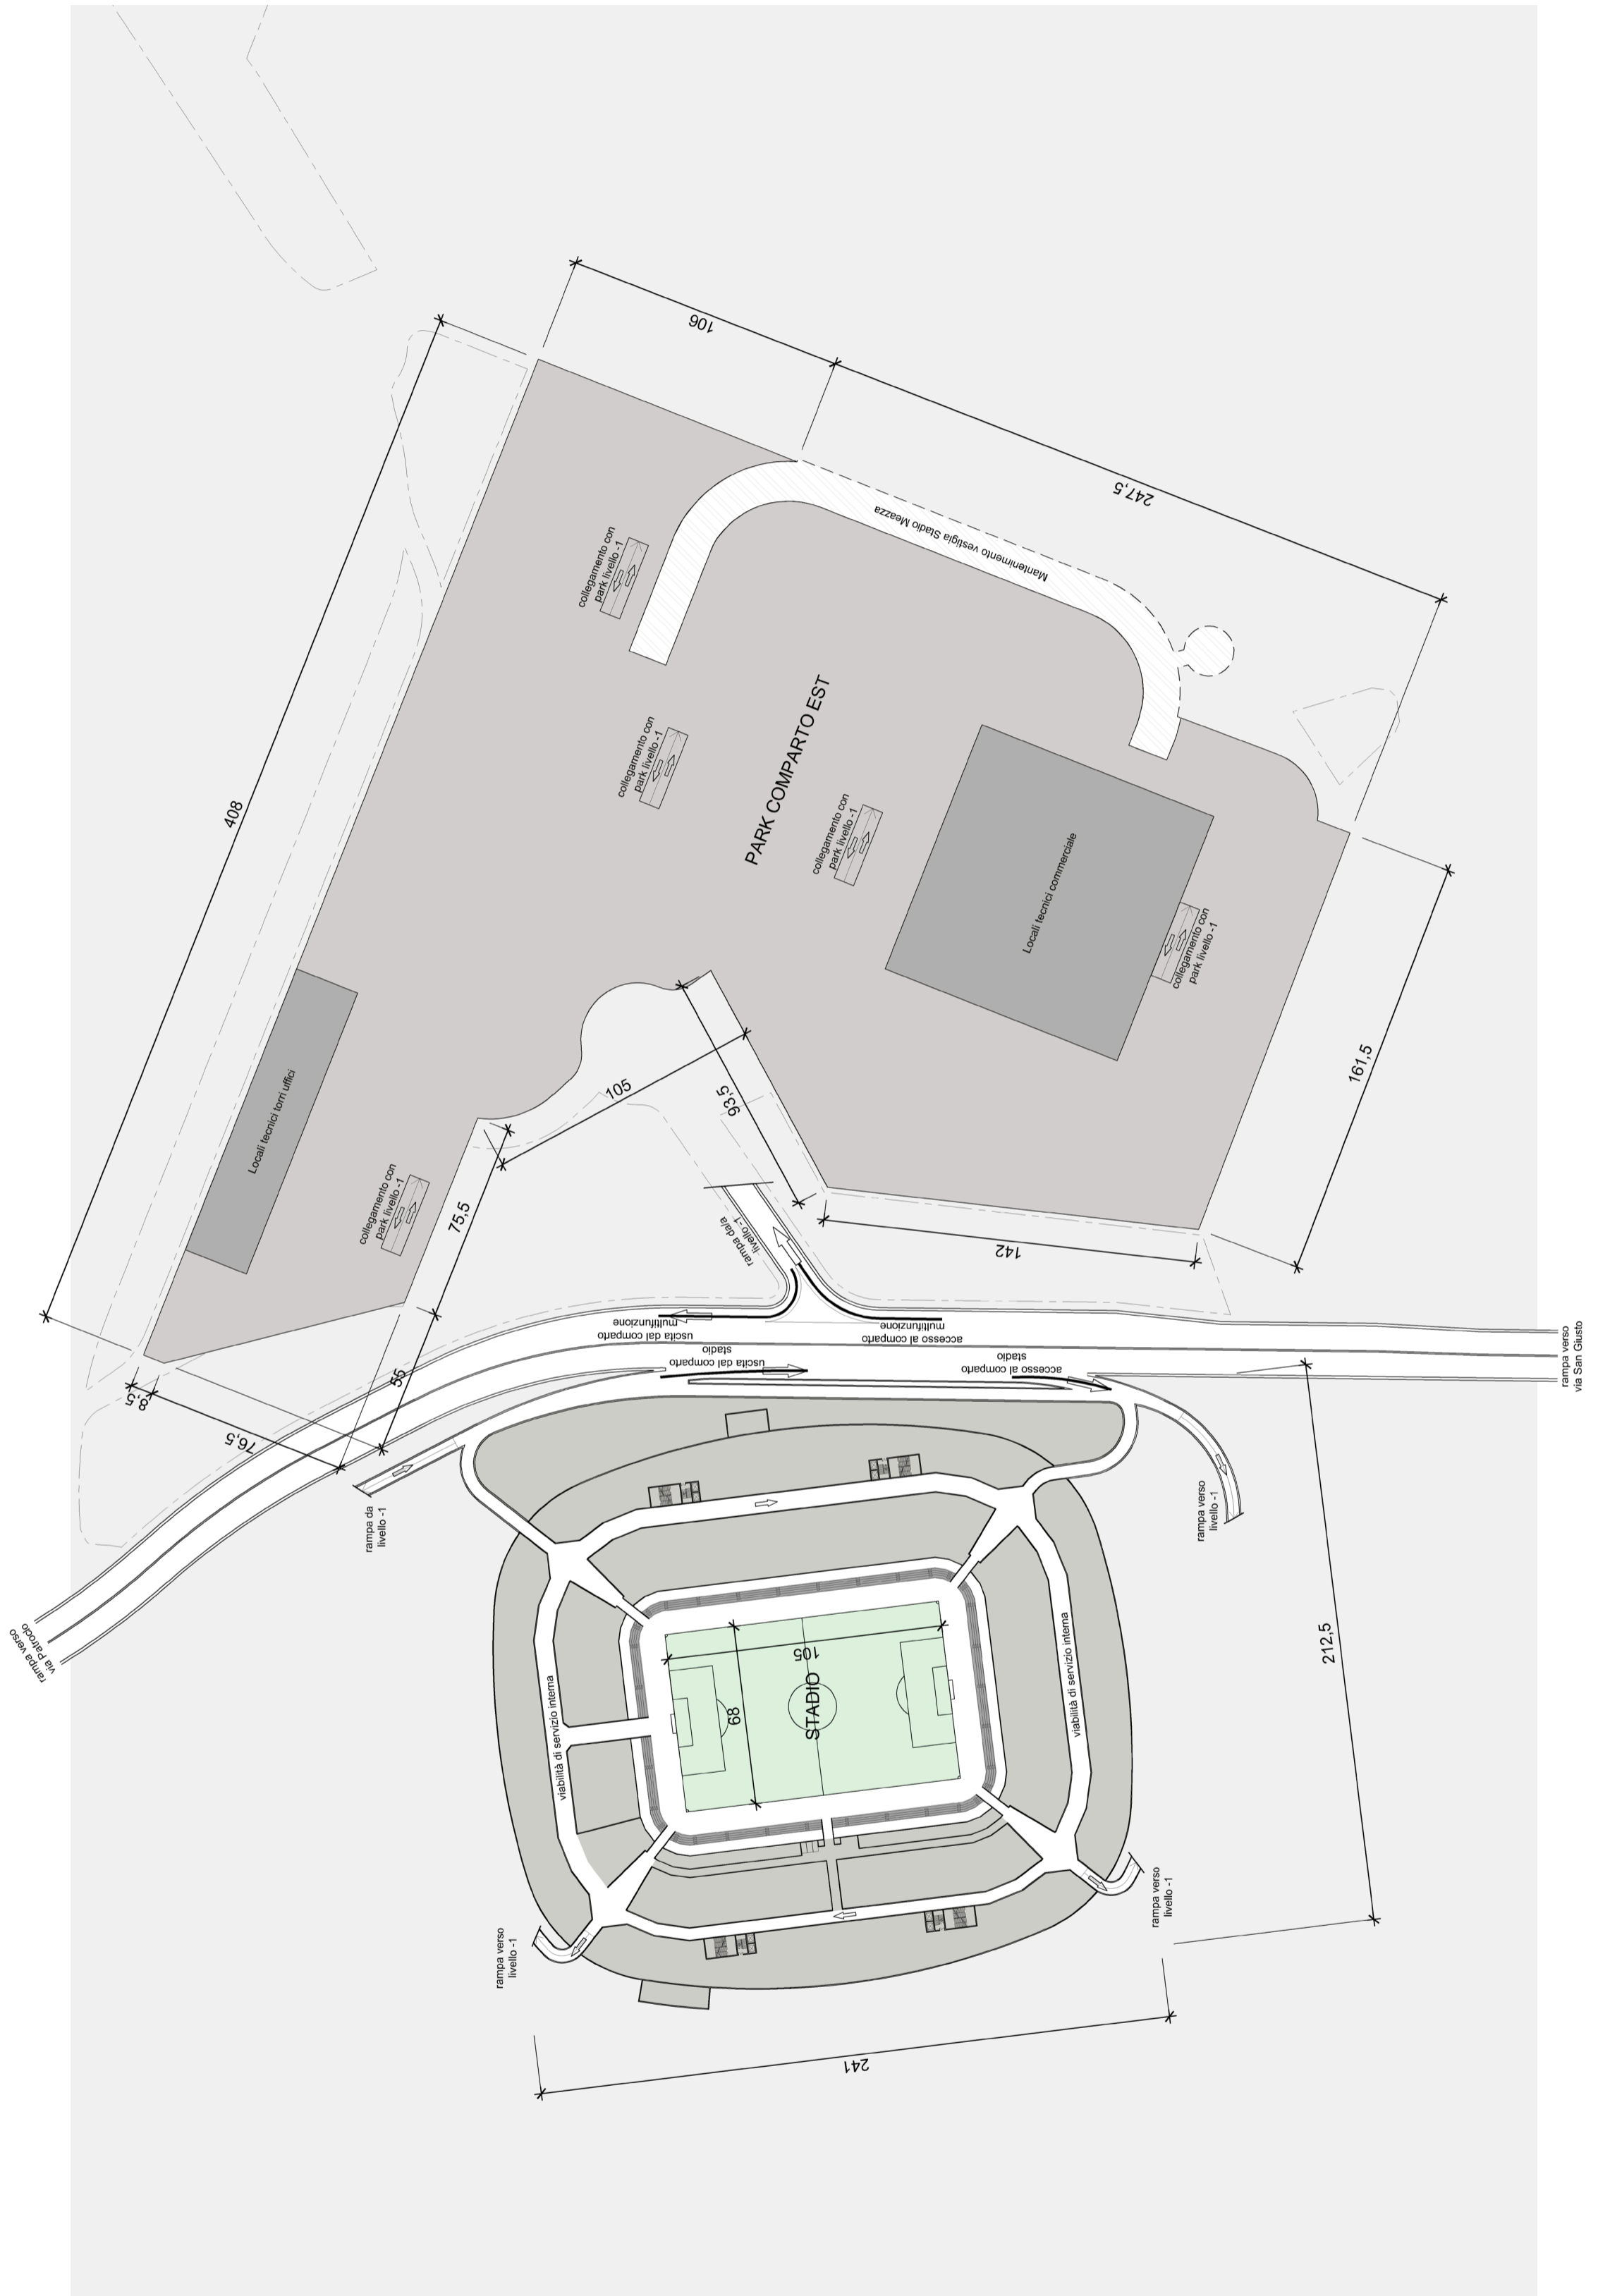 106
247,5
408
Mantenimento vestigia Stadio Meazza
collegamento con
park livello -1
collegamento con
park livello -1
PARK COMPARTO EST
collegamento con
park livello -1
Locali tecnici commerciale
collegamento con
park livello -1
161,5
Locali tecnici torri uffici
collegamento con
park livello -1
105
93,5
75,5
rampa da/a
livello -1
142
55
8,5
76,5
uscita dal comparto
multifunzione
accesso al comparto
multifunzione
uscita dal comparto
stadio
accesso al comparto
stadio
rampa verso
via San Giusto
rampa da
livello -1
rampa verso
livello -1
rampa verso
via Patroclo
viabilità di servizio interna
105
68
STADIO
viabilità di servizio interna
212,5
rampa verso
livello -1
rampa verso
livello -1
241